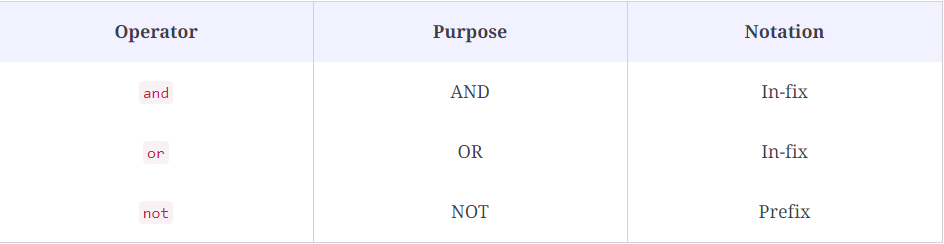 Operator Purpose Notation
and AND In-fix
or OR In-fix
not NOT Prefix